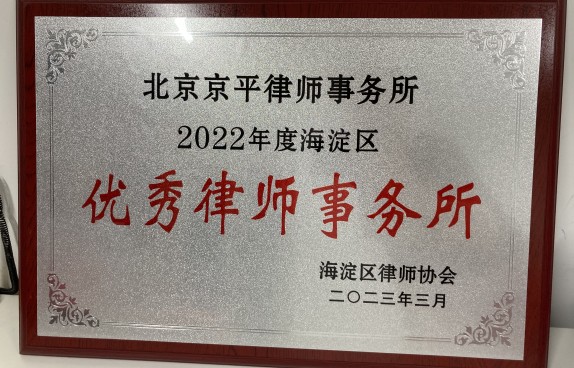 北京京平律师事务所
2022年度海淀区
优秀律师事务所
海淀区律师协会
二〇二三年三月